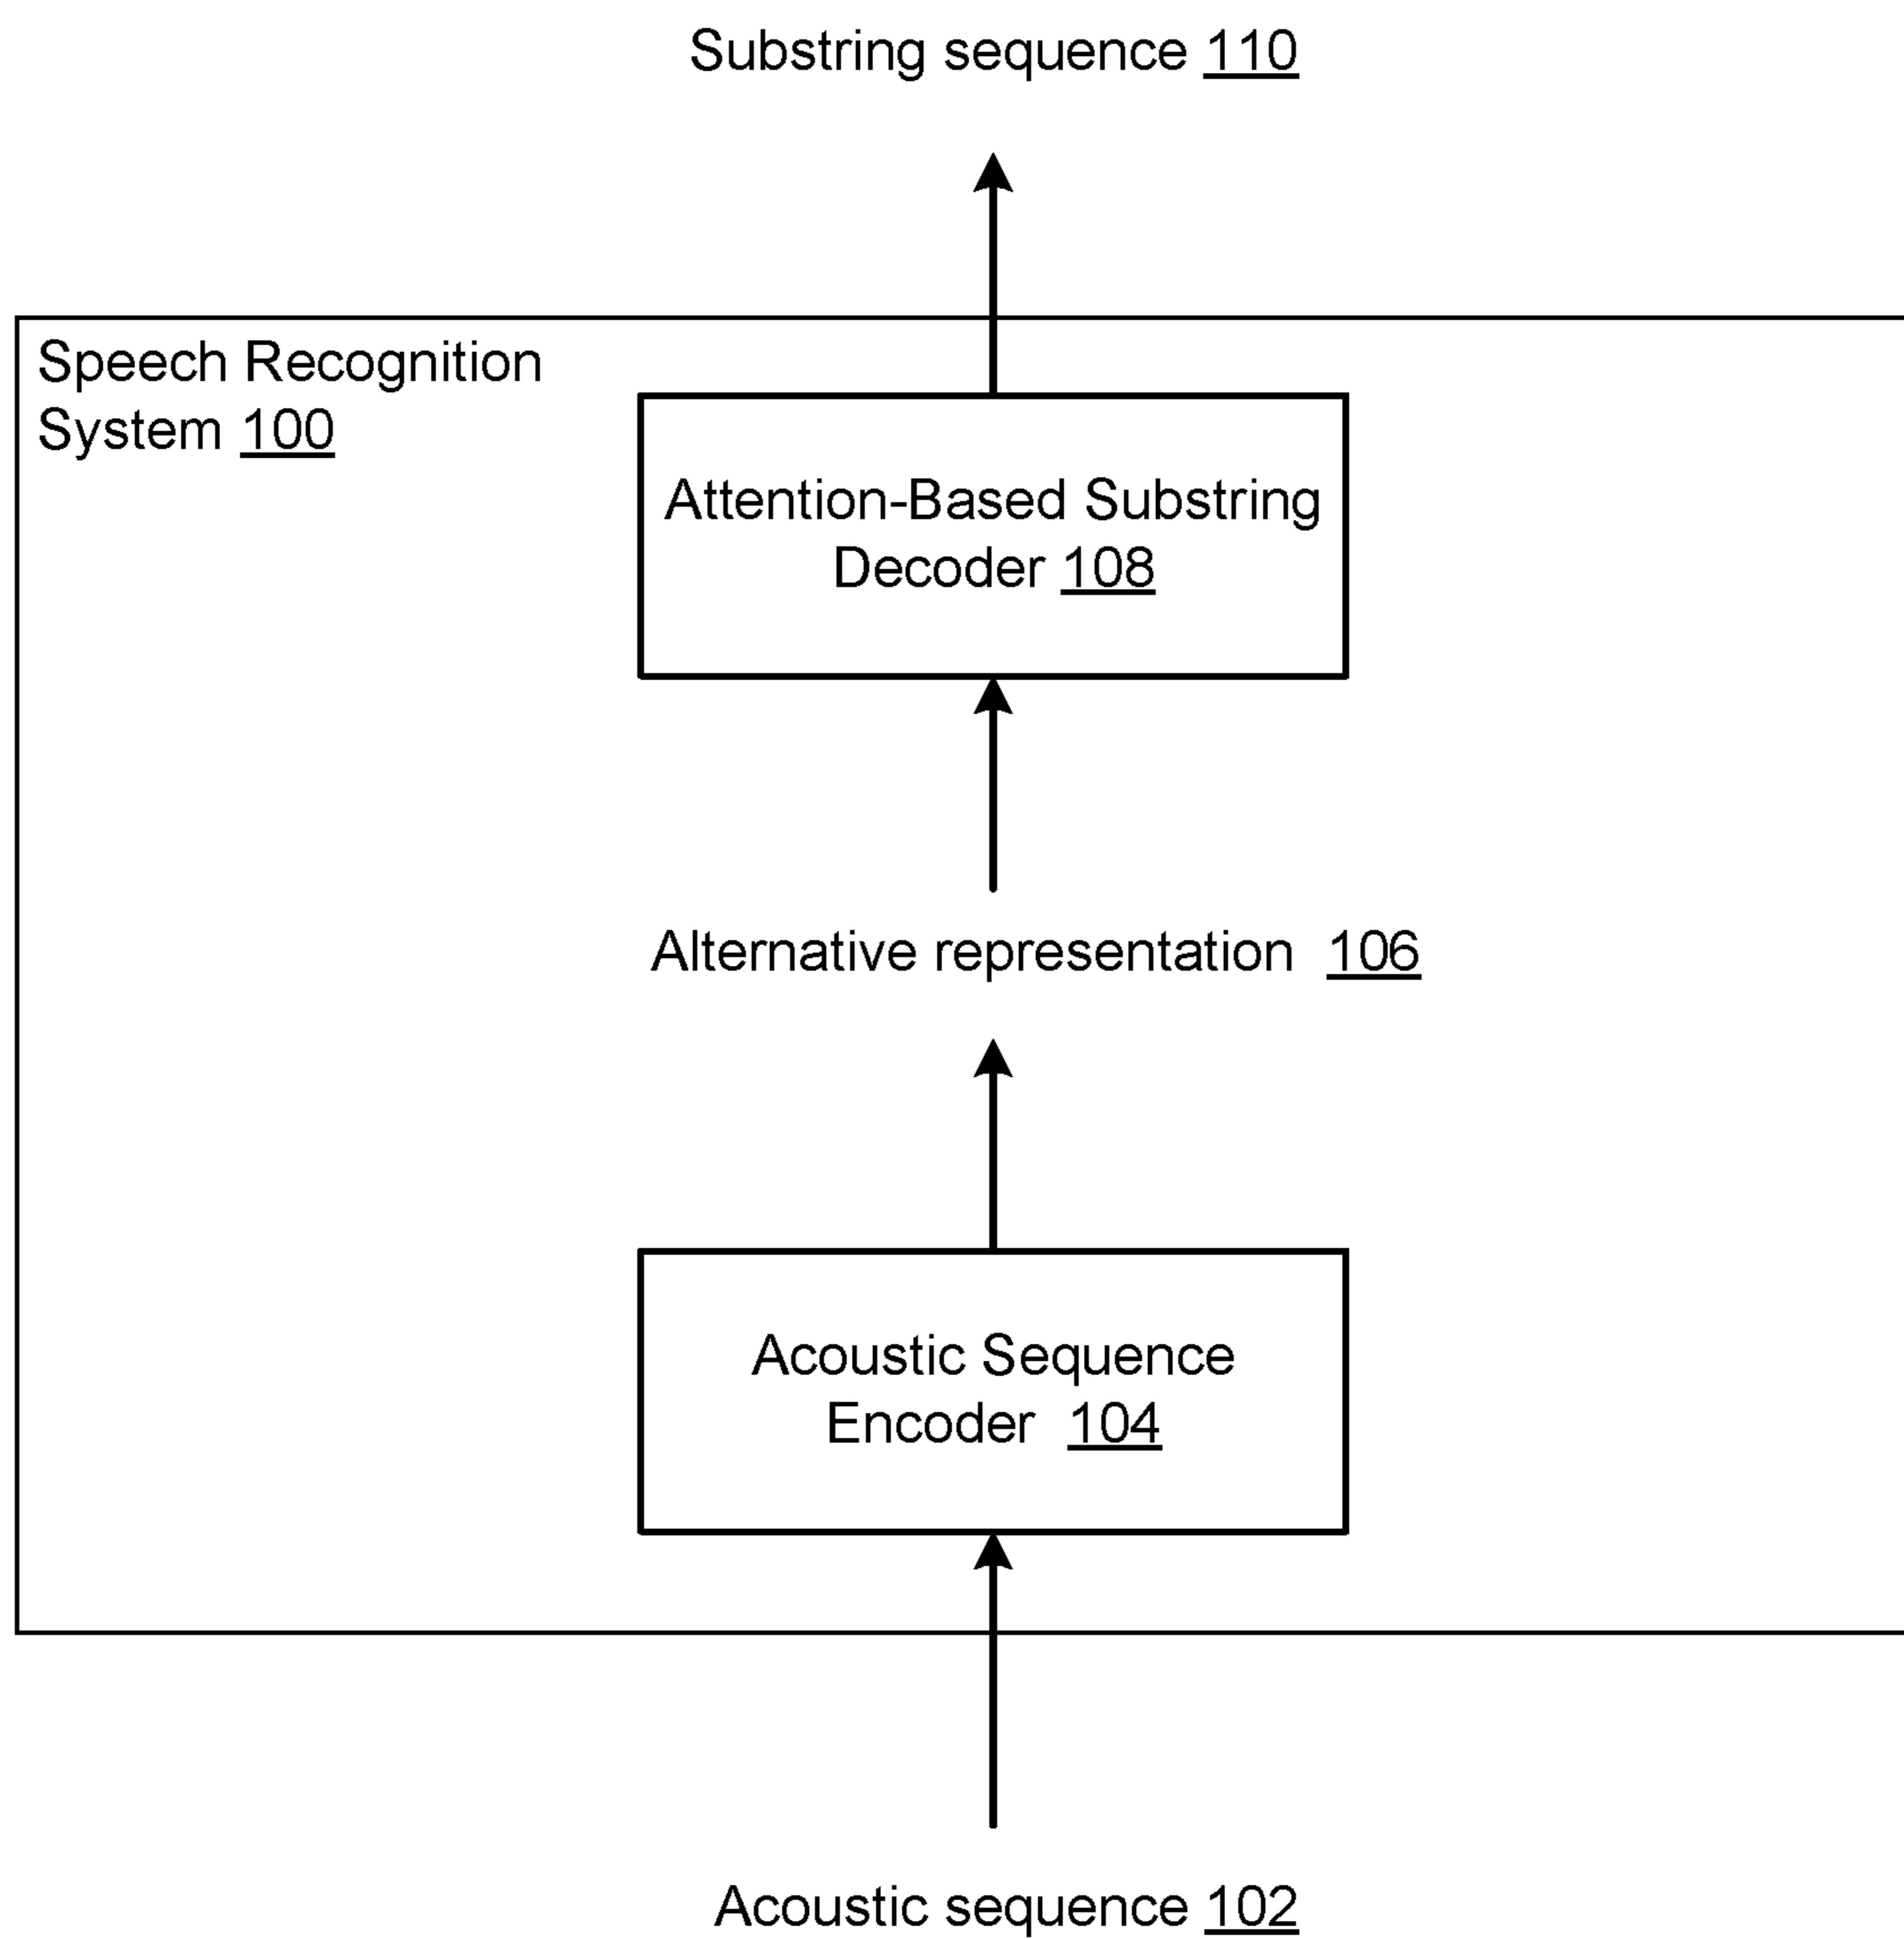 Substring sequence 110
Speech Recognition
System 100
Attention-Based Substring
Decoder 108
Alternative representation 106
Acoustic Sequence
Encoder 104
Acoustic sequence 102